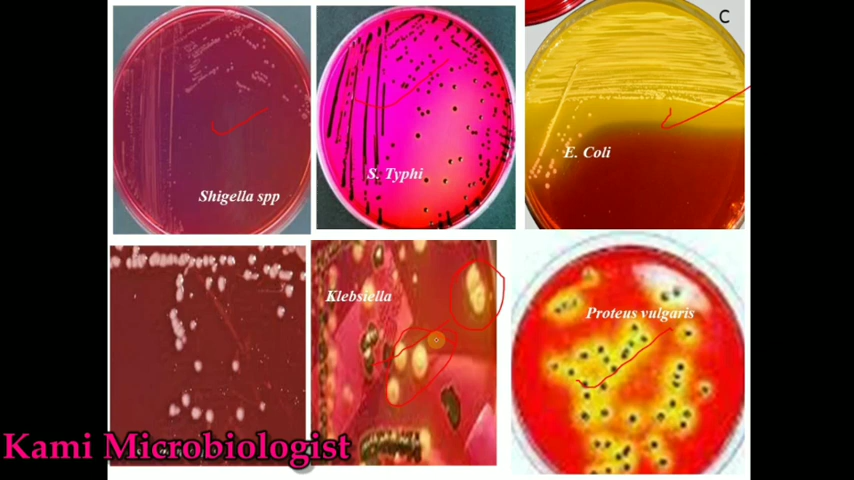 C
Shigella spp
S. Typhi
E. Coli
Klebsiella
Proteus vulgaris
Kami Microbiologist